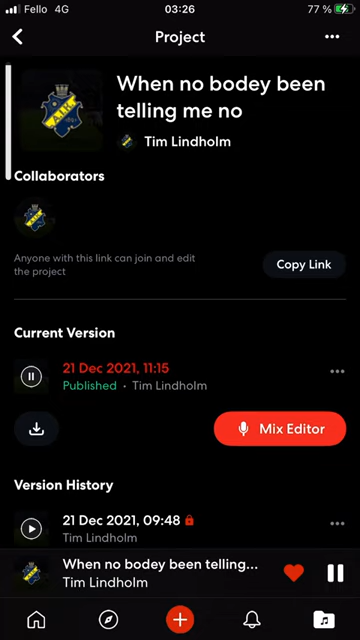 Fello 4G 03:26 77 %
Project
When no bodey been
telling me no
Tim Lindholm
Collaborators
Anyone with this link can join and edit
the project
Copy Link
Current Version
21 Dec 2021, 11:15
Published • Tim Lindholm
Mix Editor
Version History
21 Dec 2021, 09:48
Tim Lindholm
When no bodey been telling...
Tim Lindholm